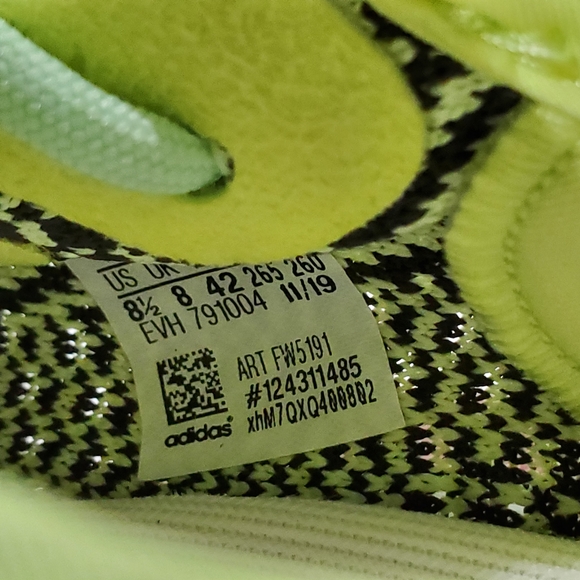 US UK
8½ 8 42 265 260
EVH 791004 11/19
ART FW5191
#124311485
xhM7QXQ400802
adidas